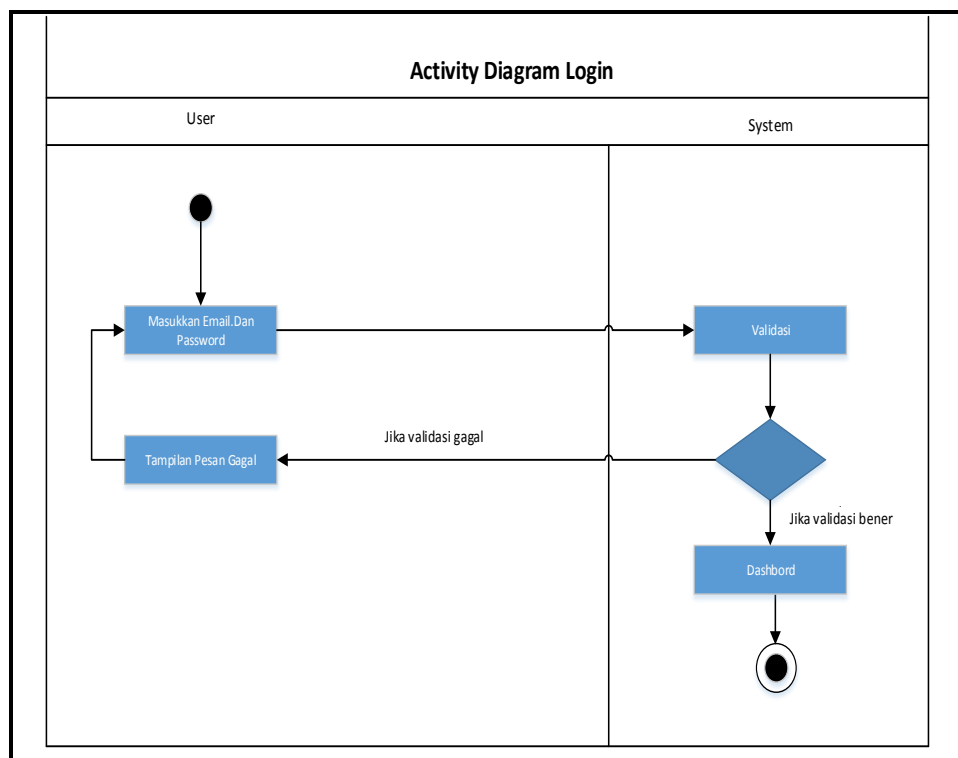 Activity Diagram Login
User
System
Masukkan Email.Dan
Password
Validasi
Jika validasi gagal
Tampilan Pesan Gagal
Jika validasi bener
Dashbord